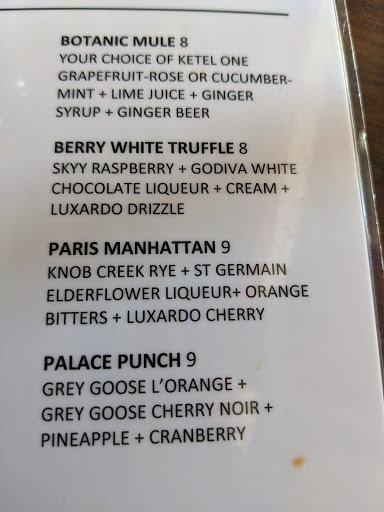 BOTANIC MULE 8
YOUR CHOICE OF KETEL ONE
GRAPEFRUIT-ROSE OR CUCUMBER-
MINT + LIME JUICE + GINGER
SYRUP + GINGER BEER
BERRY WHITE TRUFFLE 8
SKYY RASPBERRY + GODIVA WHITE
CHOCOLATE LIQUEUR + CREAM +
LUXARDO DRIZZLE
PARIS MANHATTAN 9
KNOB CREEK RYE + ST GERMAIN
ELDERFLOWER LIQUEUR+ ORANGE
BITTERS + LUXARDO CHERRY
PALACE PUNCH 9
GREY GOOSE L'ORANGE +
GREY GOOSE CHERRY NOIR +
PINEAPPLE + CRANBERRY